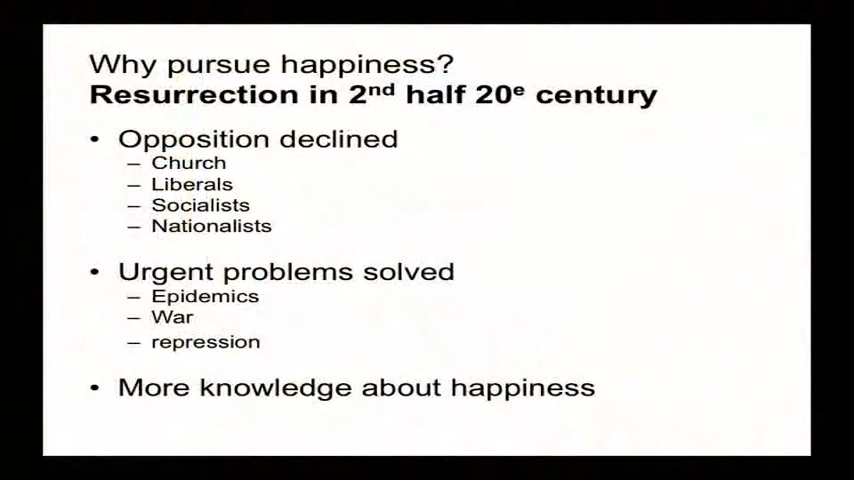 Why pursue happiness?
Resurrection in 2nd half 20e century
• Opposition declined
– Church
– Liberals
– Socialists
– Nationalists
• Urgent problems solved
– Epidemics
– War
– repression
• More knowledge about happiness